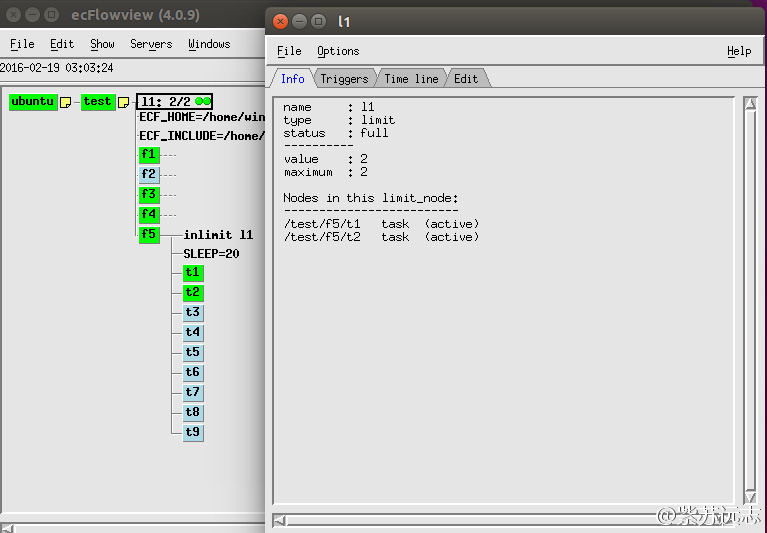 ecFlowview (4.0.9)
File Edit Show Servers Windows
2016-02-19 03:03:24
ubuntu test l1: 2/2
ECF_HOME=/home/win
ECF_INCLUDE=/home/
f1
f2
f3
f4
f5 inlimit l1
SLEEP=20
t1
t2
t3
t4
t5
t6
t7
t8
t9
l1
File Options Help
Info Triggers Time line Edit
name : l1
type : limit
status : full
----------
value : 2
maximum : 2
Nodes in this limit_node:
-------------------------
/test/f5/t1 task (active)
/test/f5/t2 task (active)
@紫苏远志